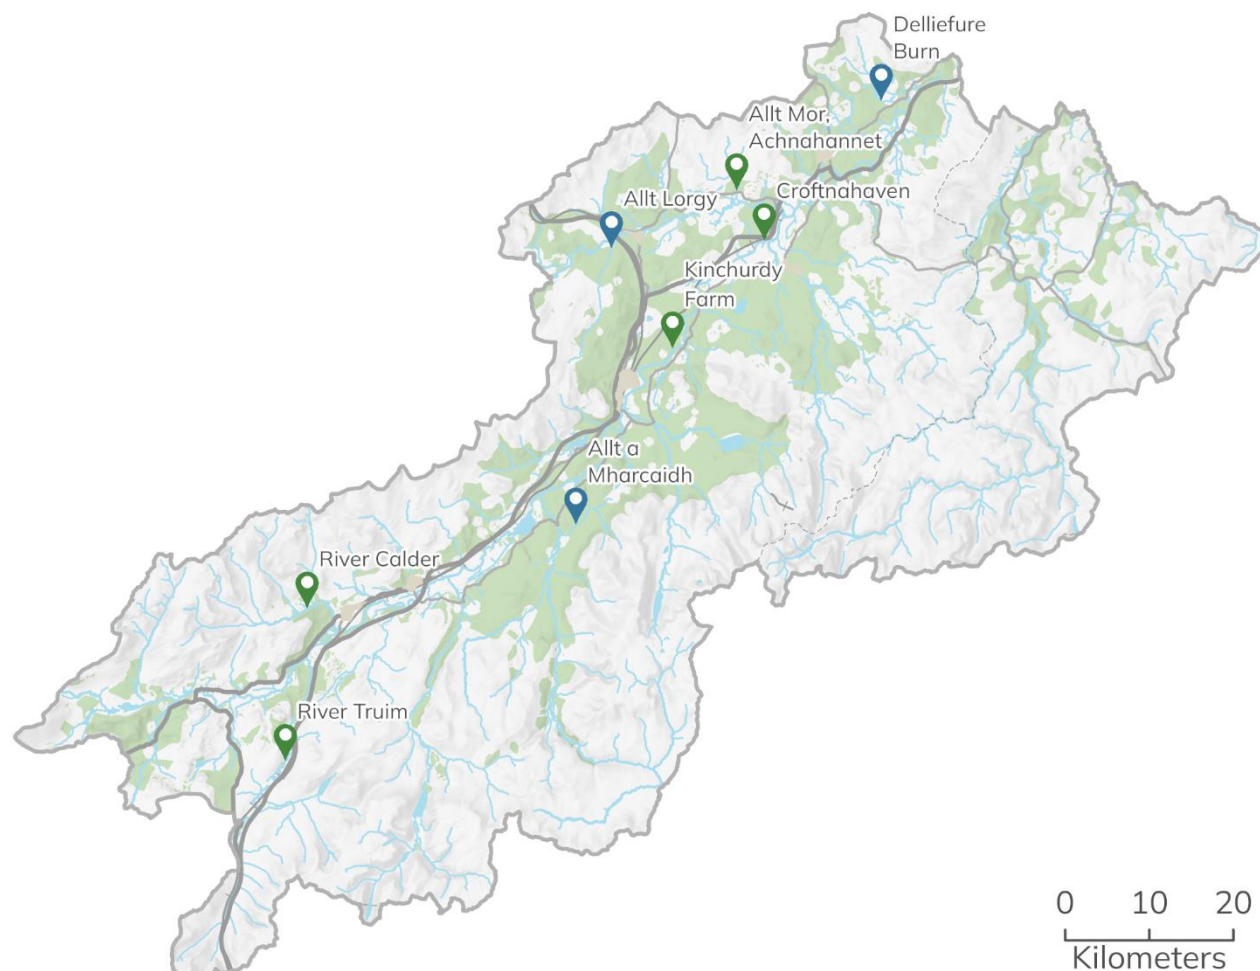 Delliefure
Burn
Allt Mor,
Achnahannet
Croftnahaven
Allt Lorgy
Kinchurdy
Farm
Allt a
Mharcaidh
River Calder
River Truim
0 10 20
Kilometers